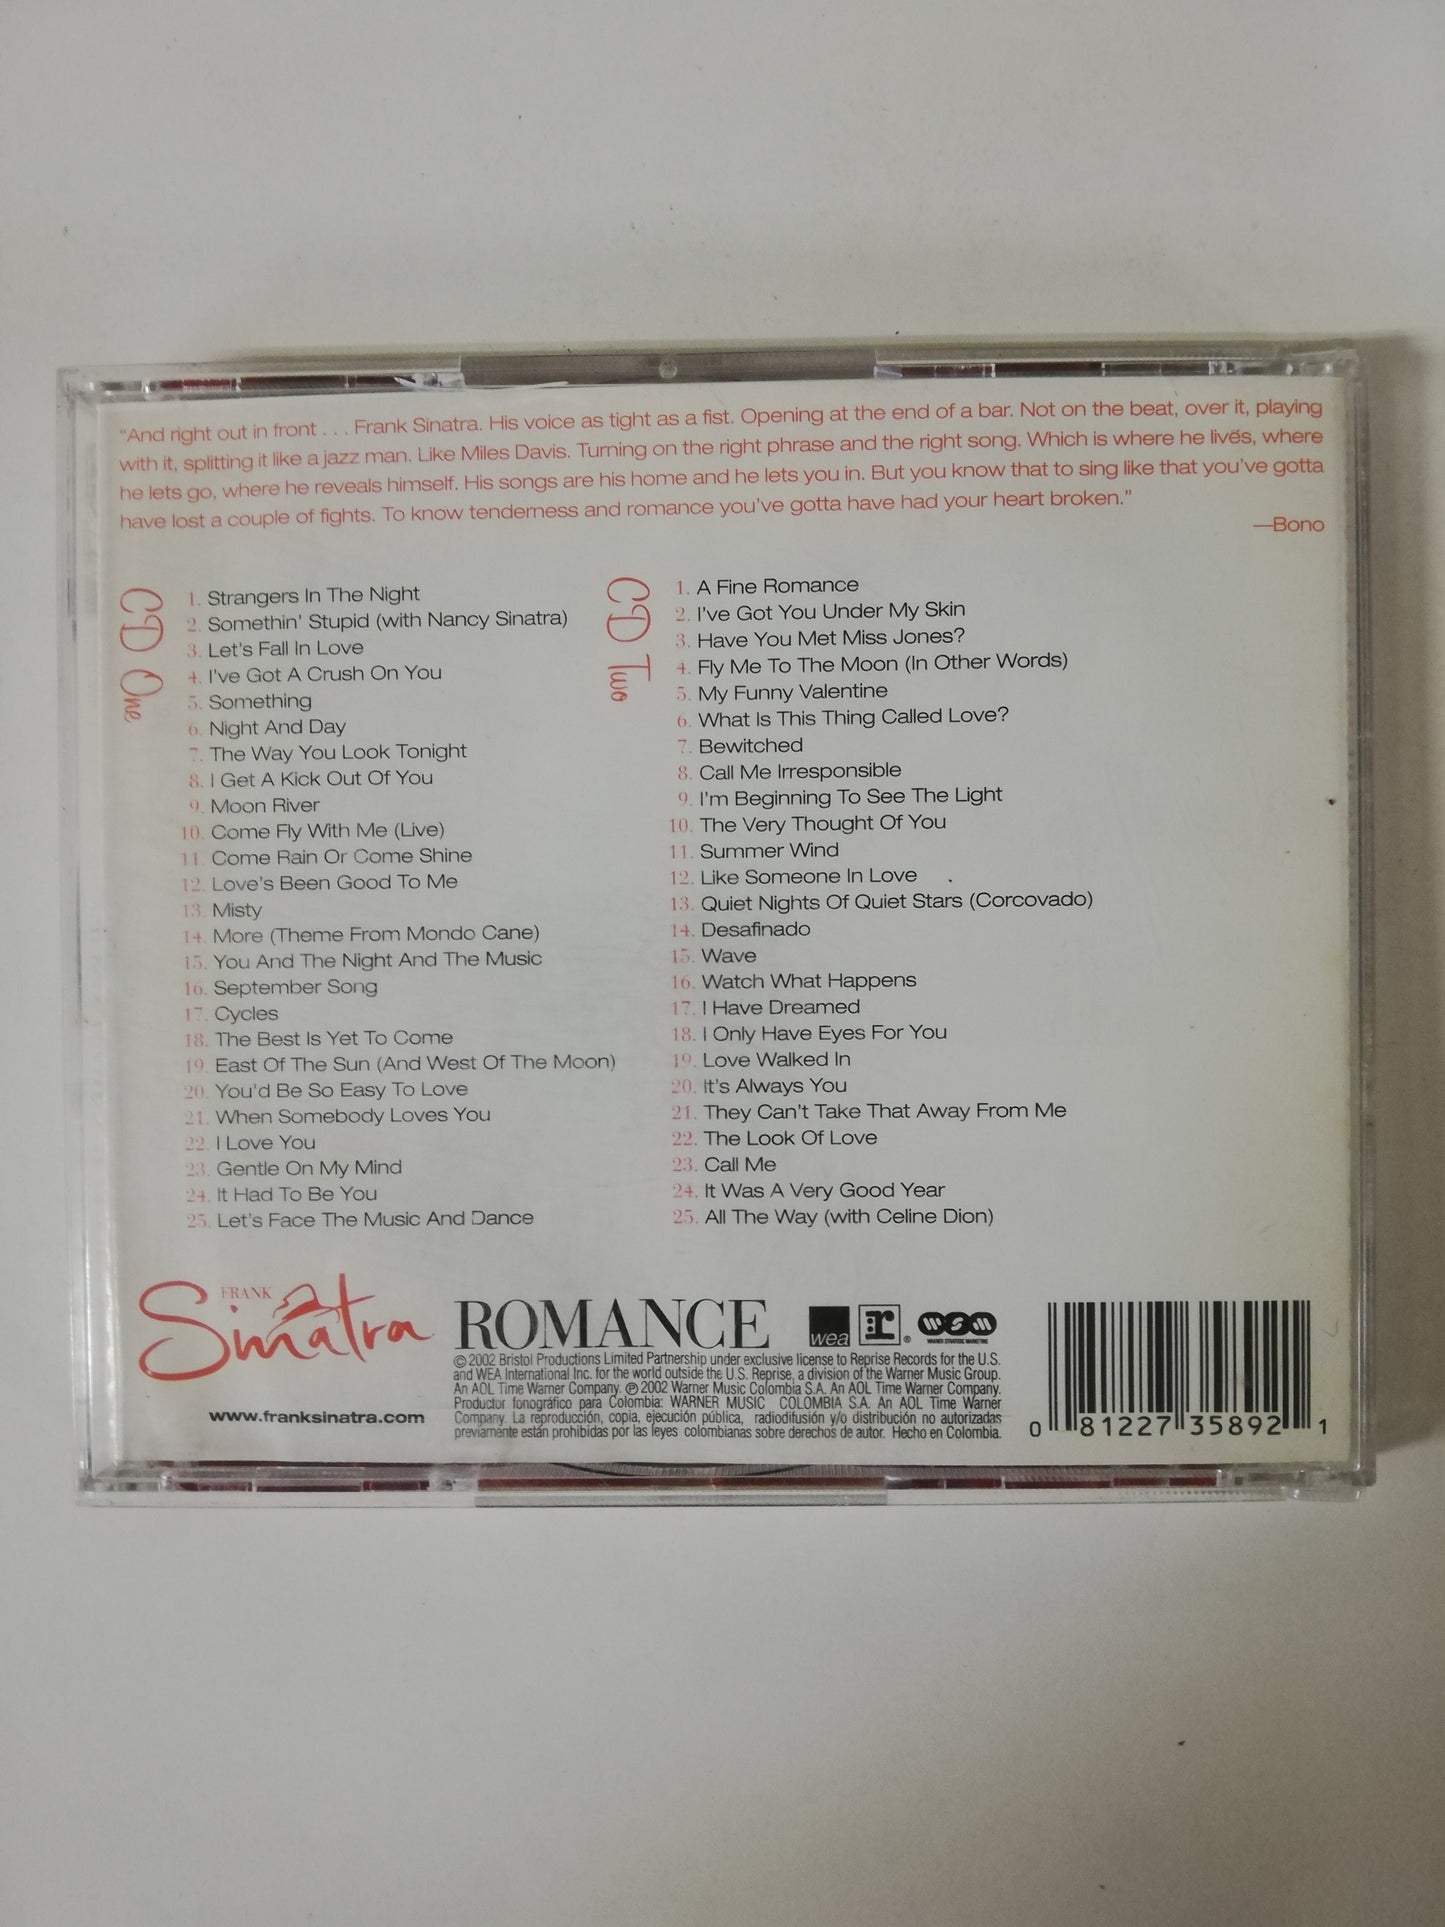 "And right out in front . . . Frank Sinatra. His voice as tight as a fist. Opening at the end of a bar. Not on the beat, over it, playing
with it, splitting it like a jazz man. Like Miles Davis. Turning on the right phrase and the right song. Which is where he lives, where
he lets go, where he reveals himself. His songs are his home and he lets you in. But you know that to sing like that you've gotta
have lost a couple of fights. To know tenderness and romance you've gotta have had your heart broken."
—Bono
CD One
1. Strangers In The Night
2. Somethin' Stupid (with Nancy Sinatra)
3. Let's Fall In Love
4. I've Got A Crush On You
5. Something
6. Night And Day
7. The Way You Look Tonight
8. I Get A Kick Out Of You
9. Moon River
10. Come Fly With Me (Live)
11. Come Rain Or Come Shine
12. Love's Been Good To Me
13. Misty
14. More (Theme From Mondo Cane)
15. You And The Night And The Music
16. September Song
17. Cycles
18. The Best Is Yet To Come
19. East Of The Sun (And West Of The Moon)
20. You'd Be So Easy To Love
21. When Somebody Loves You
22. I Love You
23. Gentle On My Mind
24. It Had To Be You
25. Let's Face The Music And Dance
CD Two
1. A Fine Romance
2. I've Got You Under My Skin
3. Have You Met Miss Jones?
4. Fly Me To The Moon (In Other Words)
5. My Funny Valentine
6. What Is This Thing Called Love?
7. Bewitched
8. Call Me Irresponsible
9. I'm Beginning To See The Light
10. The Very Thought Of You
11. Summer Wind
12. Like Someone In Love
13. Quiet Nights Of Quiet Stars (Corcovado)
14. Desafinado
15. Wave
16. Watch What Happens
17. I Have Dreamed
18. I Only Have Eyes For You
19. Love Walked In
20. It's Always You
21. They Can't Take That Away From Me
22. The Look Of Love
23. Call Me
24. It Was A Very Good Year
25. All The Way (with Celine Dion)
FRANK
Sinatra
www.franksinatra.com
ROMANCE
wea
r ®
WSM
WARNER STRATEGIC MARKETING
© 2002 Bristol Productions Limited Partnership under exclusive license to Reprise Records for the U.S.
and WEA International Inc. for the world outside the U.S. Reprise, a division of the Warner Music Group.
An AOL Time Warner Company. ℗ 2002 Warner Music Colombia S.A. An AOL Time Warner Company.
Productor fonográfico para Colombia: WARNER MUSIC COLOMBIA S.A. An AOL Time Warner
Company. La reproducción, copia, ejecución pública, radiodifusión y/o distribución no autorizadas
previamente están prohibidas por las leyes colombianas sobre derechos de autor. Hecho en Colombia.
0 81227 35892 1